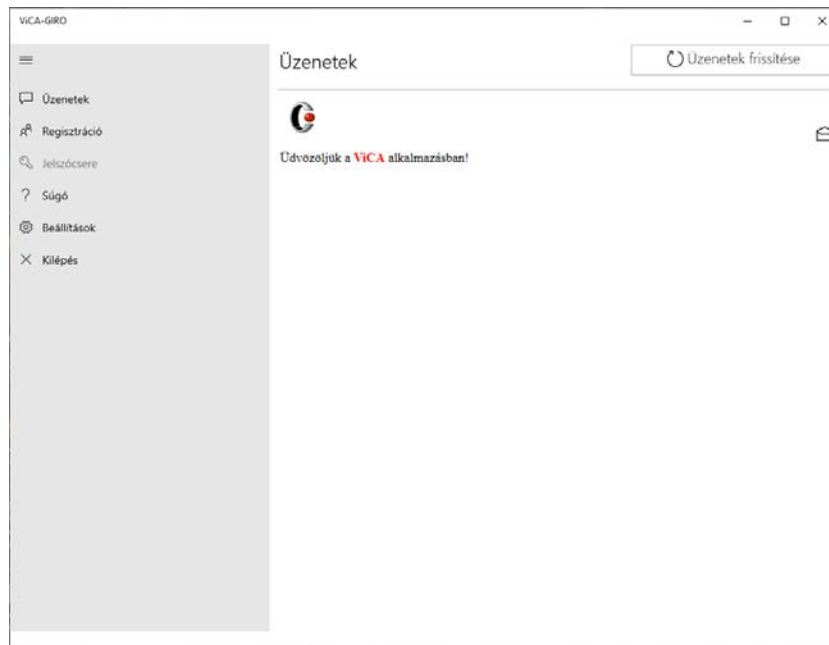 ViCA-GIRO
Üzenetek
Regisztráció
Jelszócsere
Súgó
Beállítások
Kilépés
Üzenetek
Üzenetek frissítése
Üdvözöljük a ViCA alkalmazásban!